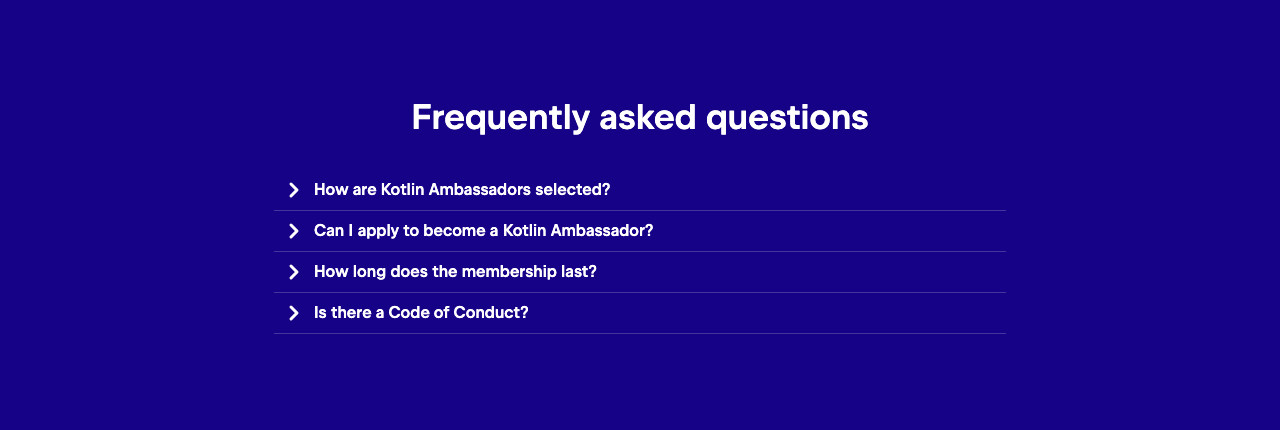 Frequently asked questions
How are Kotlin Ambassadors selected?
Can I apply to become a Kotlin Ambassador?
How long does the membership last?
Is there a Code of Conduct?